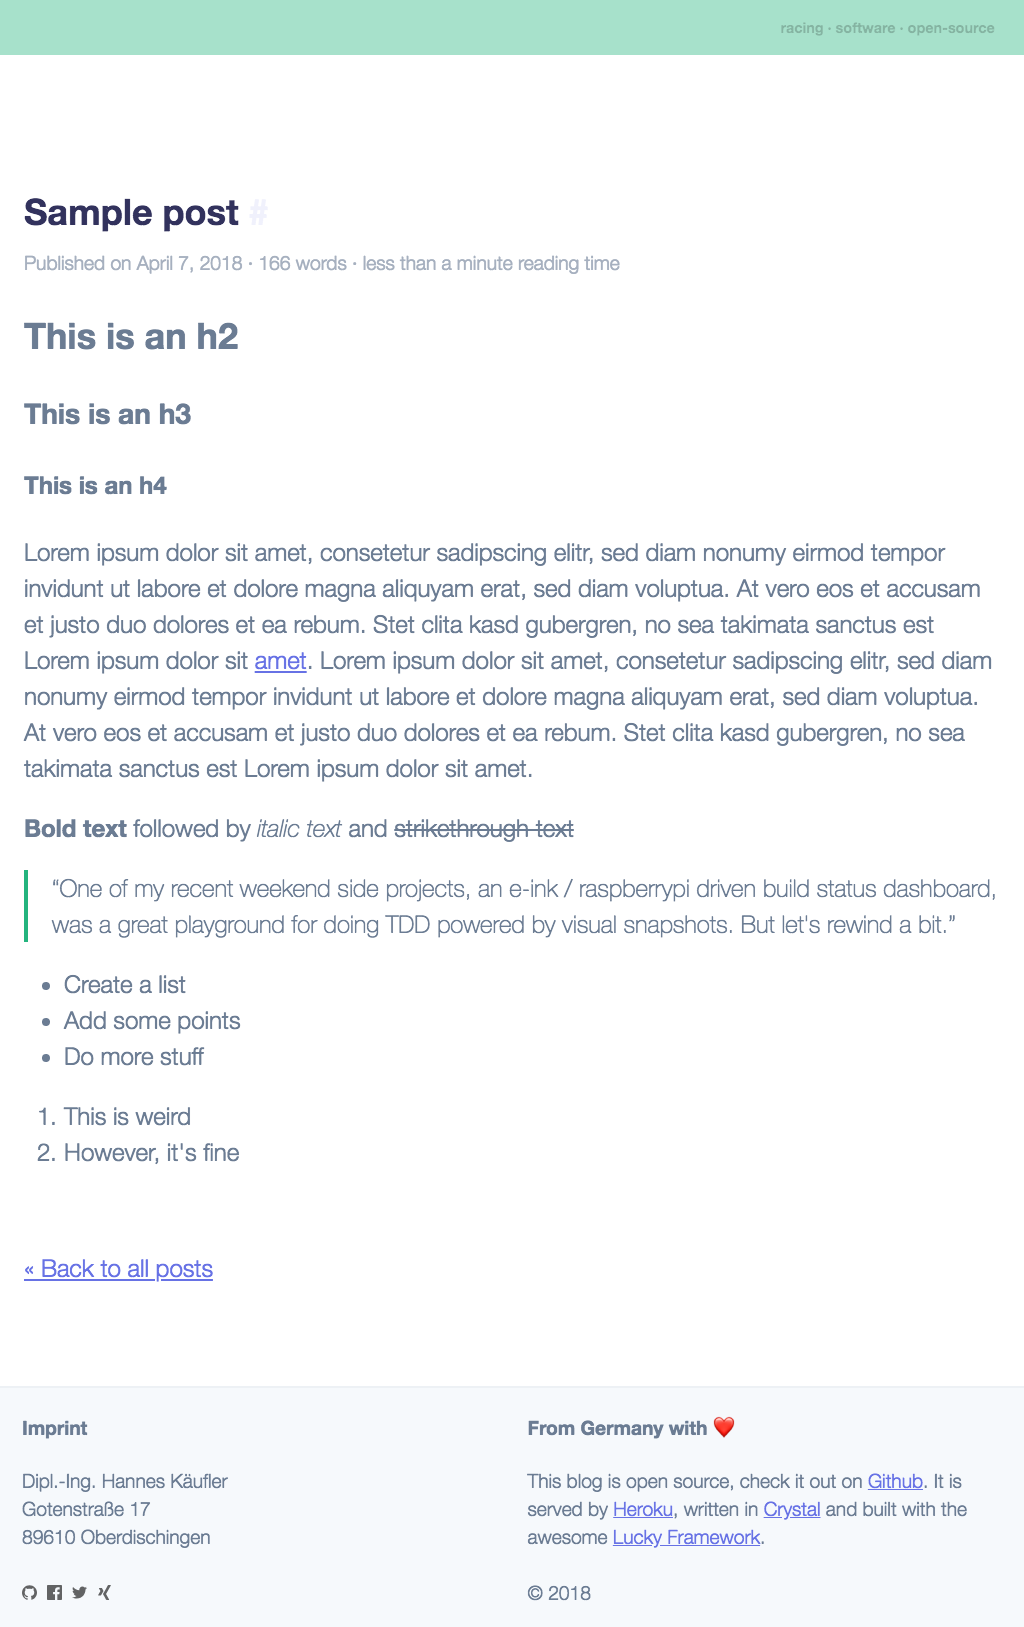 racing · software · open-source
Sample post #
Published on April 7, 2018 · 166 words · less than a minute reading time
This is an h2
This is an h3
This is an h4
Lorem ipsum dolor sit amet, consetetur sadipscing elitr, sed diam nonumy eirmod tempor
invidunt ut labore et dolore magna aliquyam erat, sed diam voluptua. At vero eos et accusam
et justo duo dolores et ea rebum. Stet clita kasd gubergren, no sea takimata sanctus est
Lorem ipsum dolor sit amet. Lorem ipsum dolor sit amet, consetetur sadipscing elitr, sed diam
nonumy eirmod tempor invidunt ut labore et dolore magna aliquyam erat, sed diam voluptua.
At vero eos et accusam et justo duo dolores et ea rebum. Stet clita kasd gubergren, no sea
takimata sanctus est Lorem ipsum dolor sit amet.
Bold text followed by italic text and strikethrough text
“One of my recent weekend side projects, an e-ink / raspberrypi driven build status dashboard,
was a great playground for doing TDD powered by visual snapshots. But let's rewind a bit.”
• Create a list
• Add some points
• Do more stuff
1. This is weird
2. However, it's fine
« Back to all posts
Imprint
Dipl.-Ing. Hannes Käufler
Gotenstraße 17
89610 Oberdischingen
From Germany with ❤️
This blog is open source, check it out on Github. It is
served by Heroku, written in Crystal and built with the
awesome Lucky Framework.
© 2018